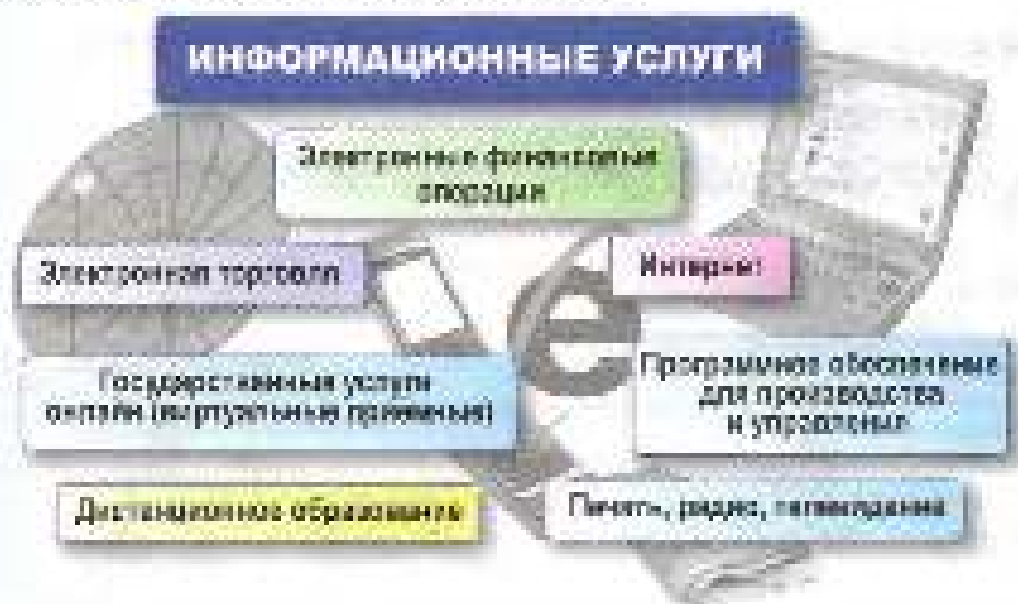 ИНФОРМАЦИОННЫЕ УСЛУГИ
Электронные финансовые
операции
Электронная торговля
Интернет
Государственные услуги
онлайн (виртуальные приёмные)
Программное обеспечение
для производства
и управления
Дистанционное образование
Печать, радио, телевидение